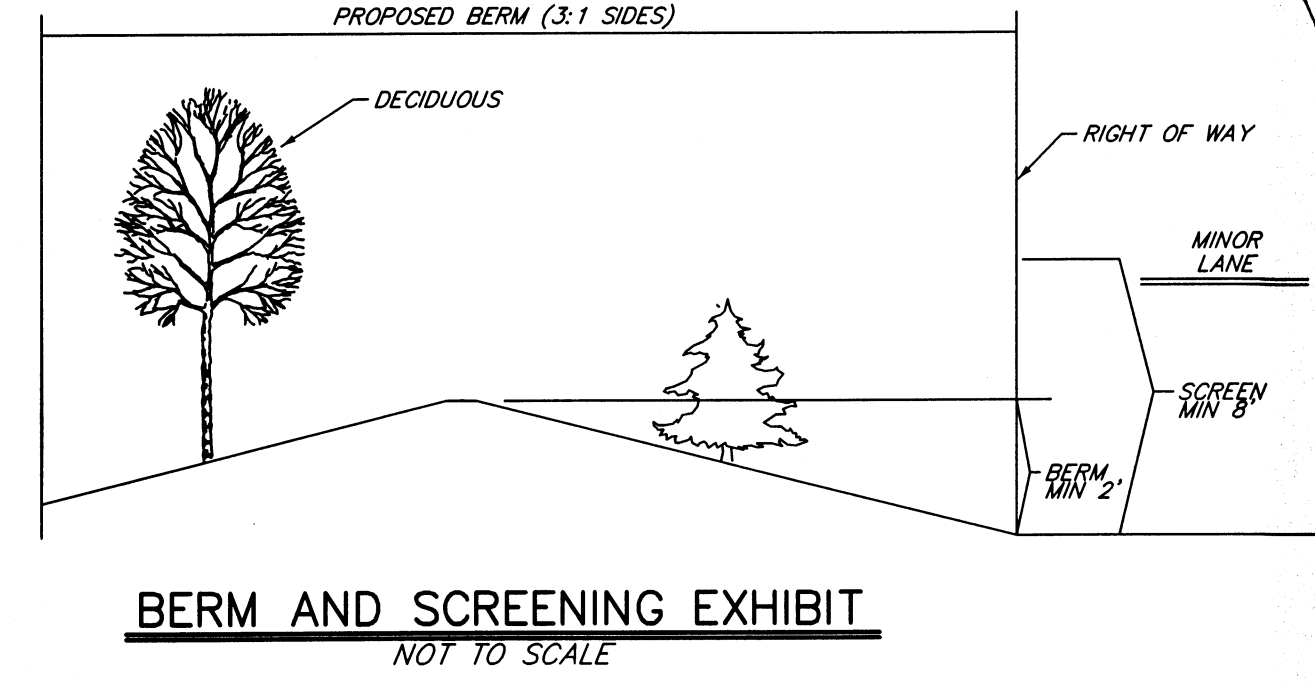 PROPOSED BERM (3:1 SIDES)
DECIDUOUS
RIGHT OF WAY
MINOR
LANE
SCREEN
MIN 8'
BERM
MIN 2'
BERM AND SCREENING EXHIBIT
NOT TO SCALE